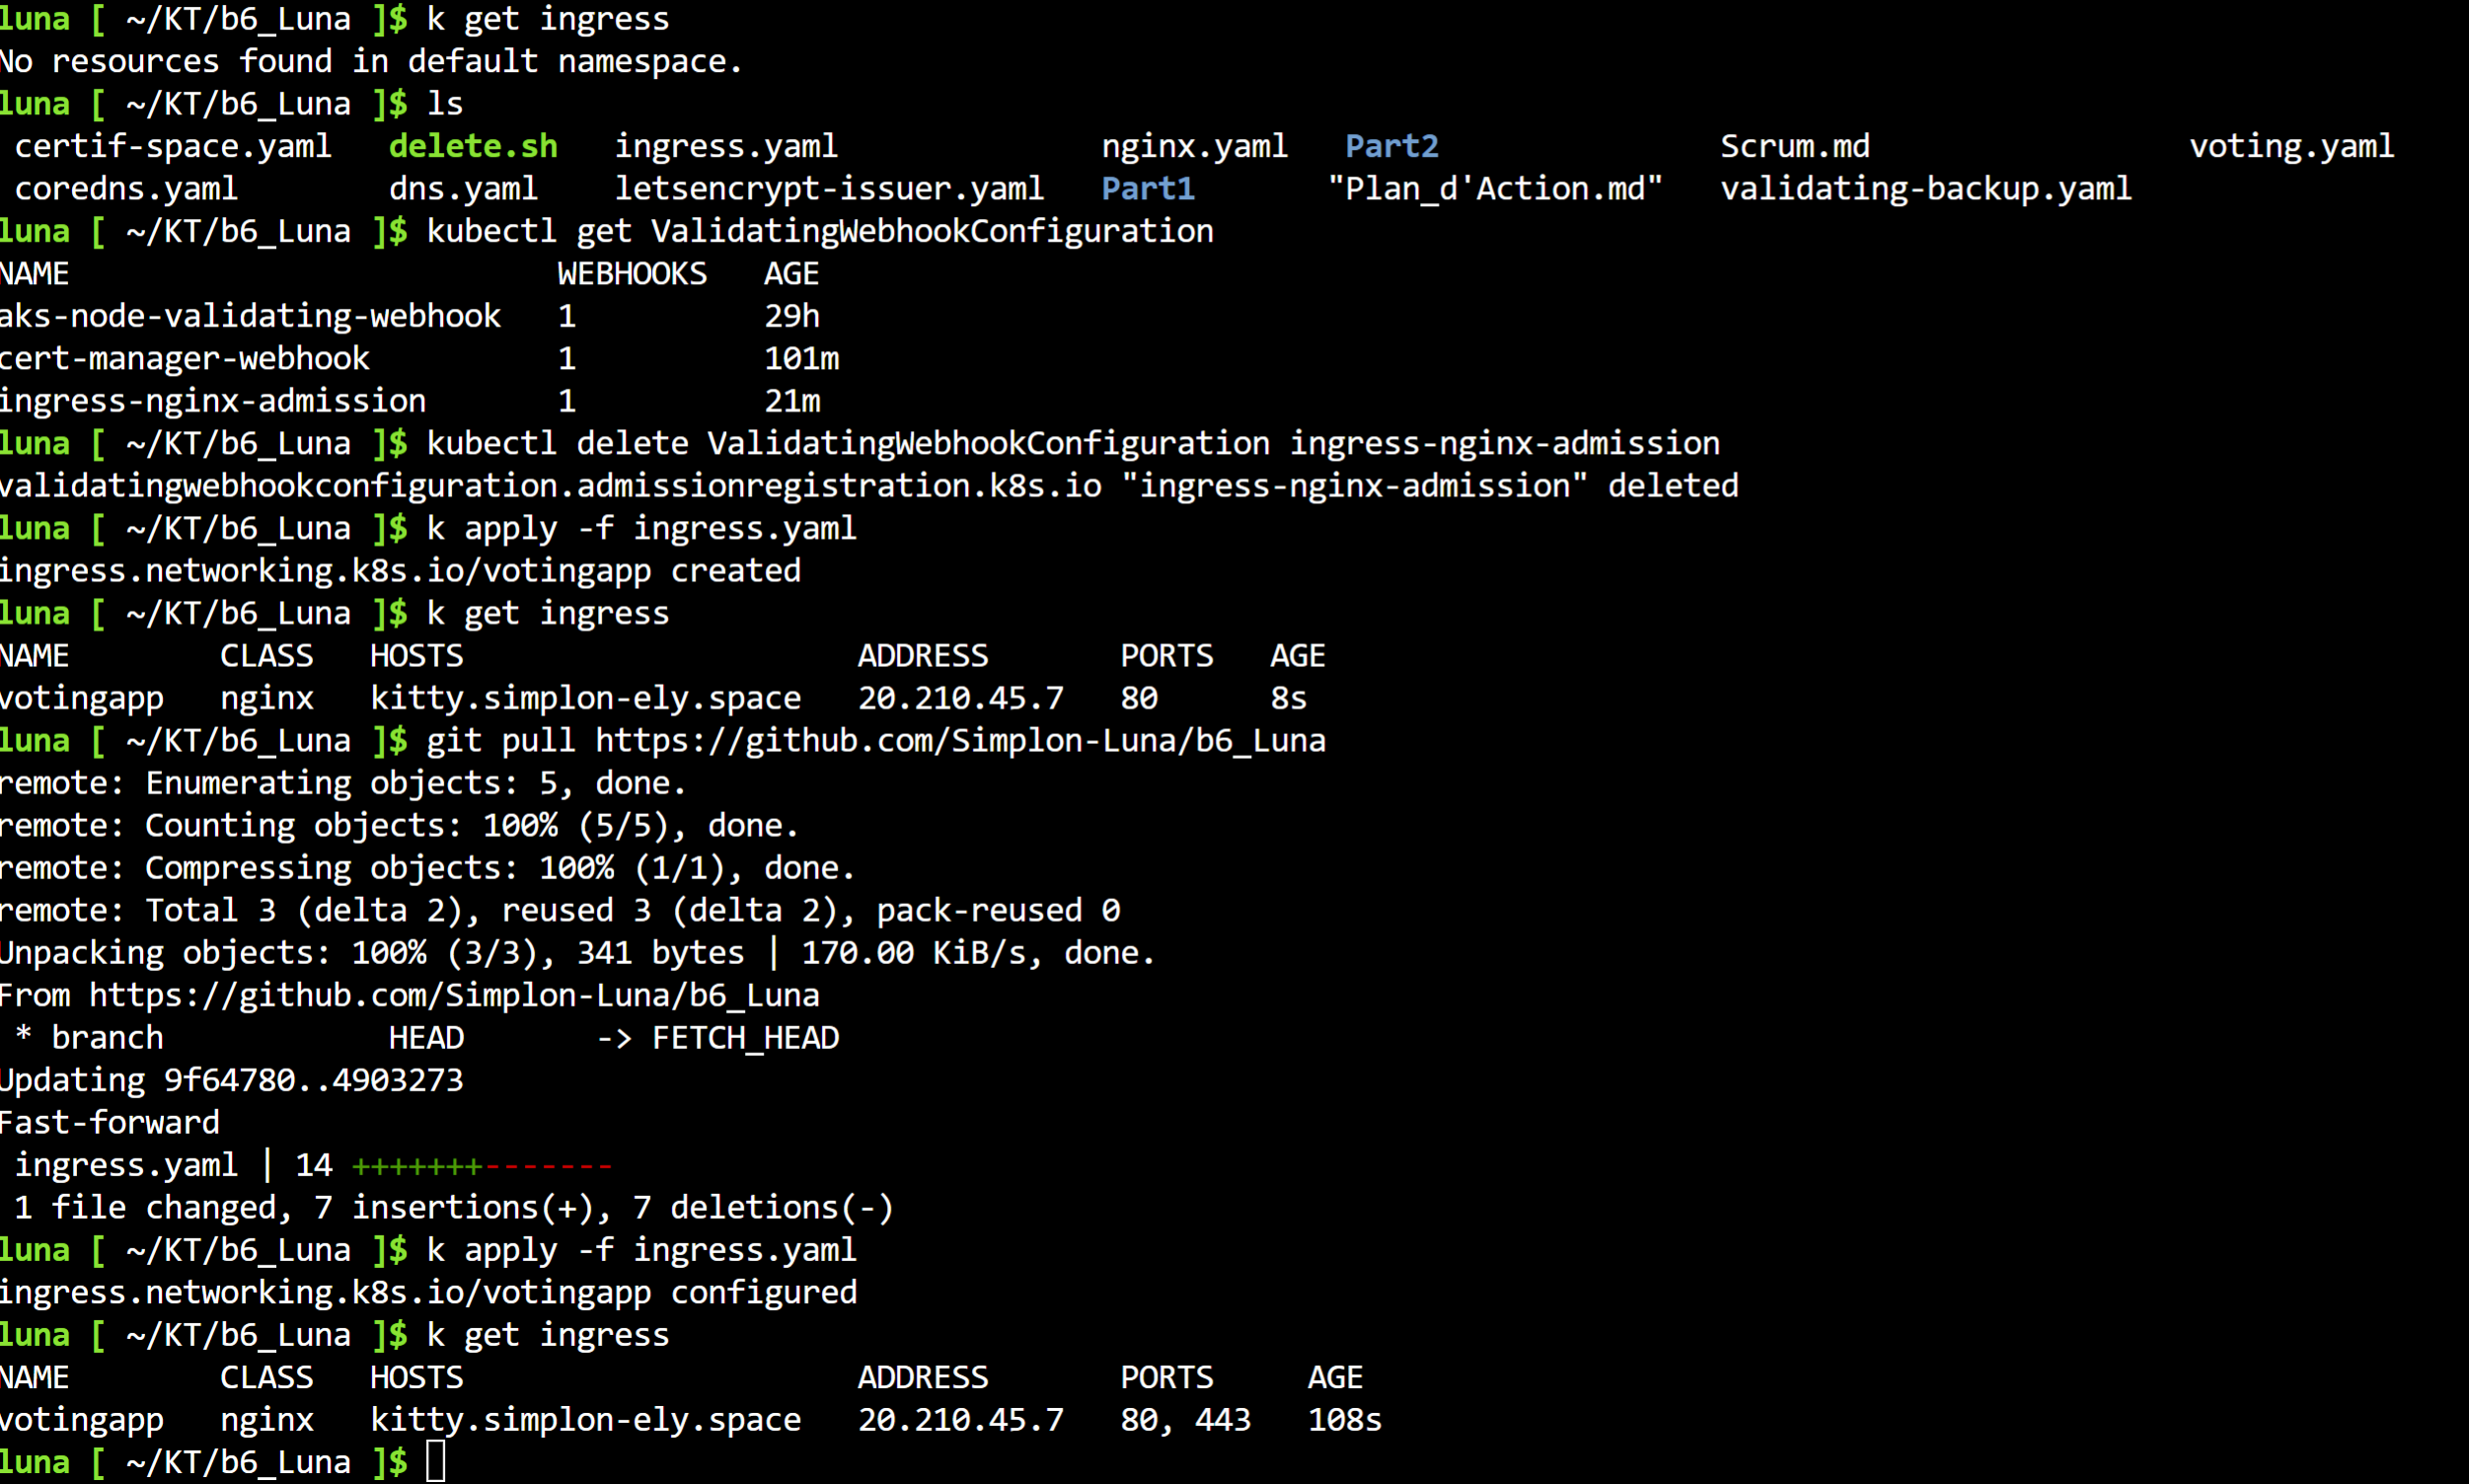 luna [ ~/KT/b6_Luna ]$ k get ingress
No resources found in default namespace.
luna [ ~/KT/b6_Luna ]$ ls
certif-space.yaml   delete.sh   ingress.yaml              nginx.yaml   Part2                Scrum.md                 voting.yaml
coredns.yaml        dns.yaml    letsencrypt-issuer.yaml   Part1       "Plan_d'Action.md"   validating-backup.yaml
luna [ ~/KT/b6_Luna ]$ kubectl get ValidatingWebhookConfiguration
NAME                          WEBHOOKS   AGE
aks-node-validating-webhook   1          29h
cert-manager-webhook          1          101m
ingress-nginx-admission       1          21m
luna [ ~/KT/b6_Luna ]$ kubectl delete ValidatingWebhookConfiguration ingress-nginx-admission
validatingwebhookconfiguration.admissionregistration.k8s.io "ingress-nginx-admission" deleted
luna [ ~/KT/b6_Luna ]$ k apply -f ingress.yaml
ingress.networking.k8s.io/votingapp created
luna [ ~/KT/b6_Luna ]$ k get ingress
NAME        CLASS   HOSTS                     ADDRESS       PORTS   AGE
votingapp   nginx   kitty.simplon-ely.space   20.210.45.7   80      8s
luna [ ~/KT/b6_Luna ]$ git pull https://github.com/Simplon-Luna/b6_Luna
remote: Enumerating objects: 5, done.
remote: Counting objects: 100% (5/5), done.
remote: Compressing objects: 100% (1/1), done.
remote: Total 3 (delta 2), reused 3 (delta 2), pack-reused 0
Unpacking objects: 100% (3/3), 341 bytes | 170.00 KiB/s, done.
From https://github.com/Simplon-Luna/b6_Luna
 * branch            HEAD       -> FETCH_HEAD
Updating 9f64780..4903273
Fast-forward
 ingress.yaml | 14 +++++++-------
 1 file changed, 7 insertions(+), 7 deletions(-)
luna [ ~/KT/b6_Luna ]$ k apply -f ingress.yaml
ingress.networking.k8s.io/votingapp configured
luna [ ~/KT/b6_Luna ]$ k get ingress
NAME        CLASS   HOSTS                     ADDRESS       PORTS     AGE
votingapp   nginx   kitty.simplon-ely.space   20.210.45.7   80, 443   108s
luna [ ~/KT/b6_Luna ]$